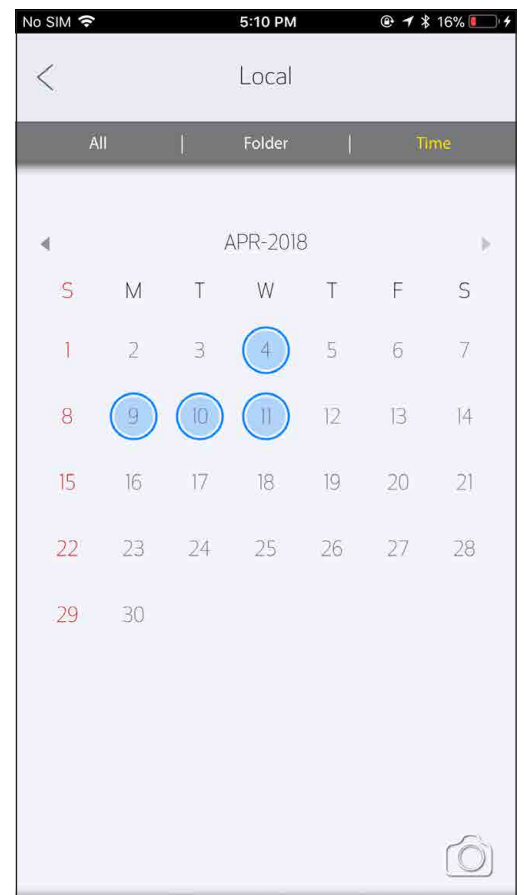 No SIM 5:10 PM 16%
Local
All | Folder | Time
APR-2018
S M T W T F S
1 2 3 4 5 6 7
8 9 10 11 12 13 14
15 16 17 18 19 20 21
22 23 24 25 26 27 28
29 30